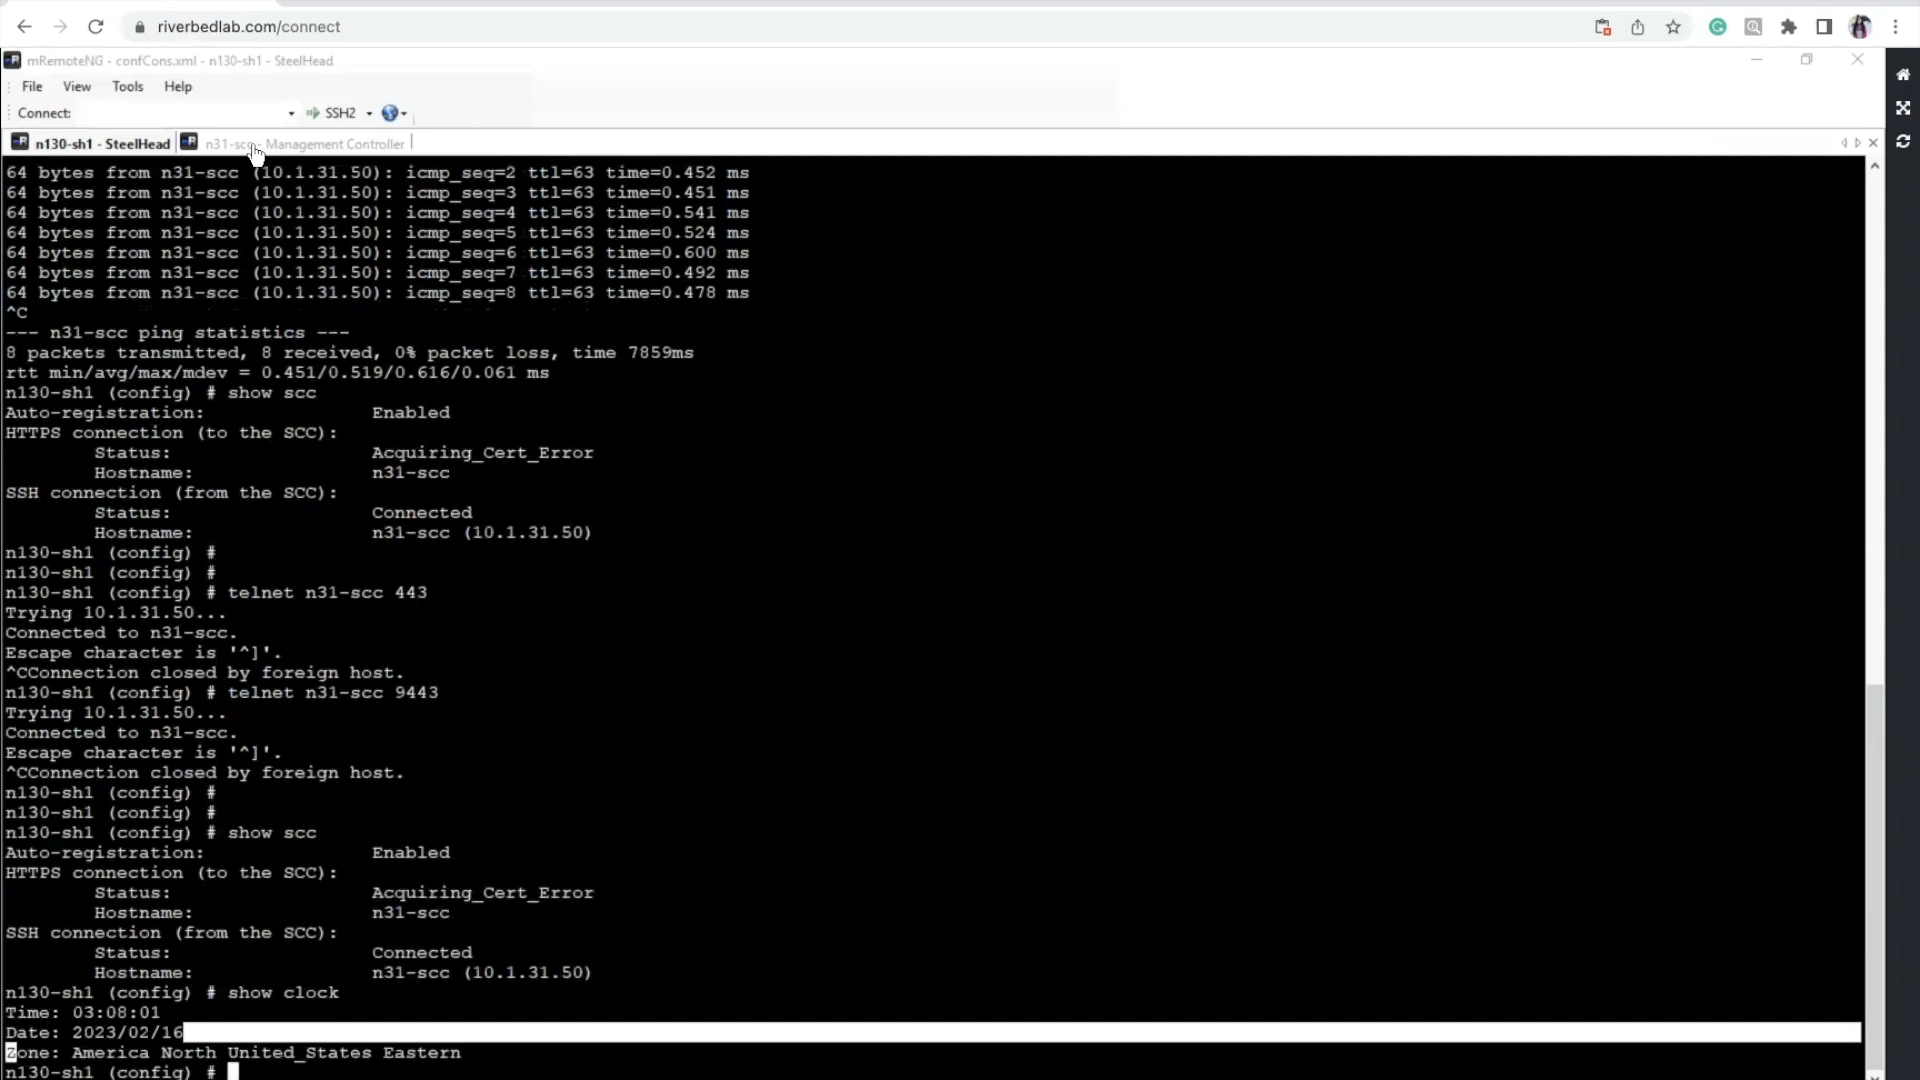 riverbedlab.com/connect
mRemoteNG - confCons.xml - n130-sh1 - SteelHead
File View Tools Help
Connect: SSH2
n130-sh1 - SteelHead n31-scc - Management Controller
64 bytes from n31-scc (10.1.31.50): icmp_seq=2 ttl=63 time=0.452 ms
64 bytes from n31-scc (10.1.31.50): icmp_seq=3 ttl=63 time=0.451 ms
64 bytes from n31-scc (10.1.31.50): icmp_seq=4 ttl=63 time=0.541 ms
64 bytes from n31-scc (10.1.31.50): icmp_seq=5 ttl=63 time=0.524 ms
64 bytes from n31-scc (10.1.31.50): icmp_seq=6 ttl=63 time=0.600 ms
64 bytes from n31-scc (10.1.31.50): icmp_seq=7 ttl=63 time=0.492 ms
64 bytes from n31-scc (10.1.31.50): icmp_seq=8 ttl=63 time=0.478 ms
^C
--- n31-scc ping statistics ---
8 packets transmitted, 8 received, 0% packet loss, time 7859ms
rtt min/avg/max/mdev = 0.451/0.519/0.616/0.061 ms
n130-sh1 (config) # show scc
Auto-registration: Enabled
HTTPS connection (to the SCC):
Status: Acquiring_Cert_Error
Hostname: n31-scc
SSH connection (from the SCC):
Status: Connected
Hostname: n31-scc (10.1.31.50)
n130-sh1 (config) #
n130-sh1 (config) #
n130-sh1 (config) # telnet n31-scc 443
Trying 10.1.31.50...
Connected to n31-scc.
Escape character is '^]'.
^CConnection closed by foreign host.
n130-sh1 (config) # telnet n31-scc 9443
Trying 10.1.31.50...
Connected to n31-scc.
Escape character is '^]'.
^CConnection closed by foreign host.
n130-sh1 (config) #
n130-sh1 (config) #
n130-sh1 (config) # show scc
Auto-registration: Enabled
HTTPS connection (to the SCC):
Status: Acquiring_Cert_Error
Hostname: n31-scc
SSH connection (from the SCC):
Status: Connected
Hostname: n31-scc (10.1.31.50)
n130-sh1 (config) # show clock
Time: 03:08:01
Date: 2023/02/16
Zone: America North United_States Eastern
n130-sh1 (config) #